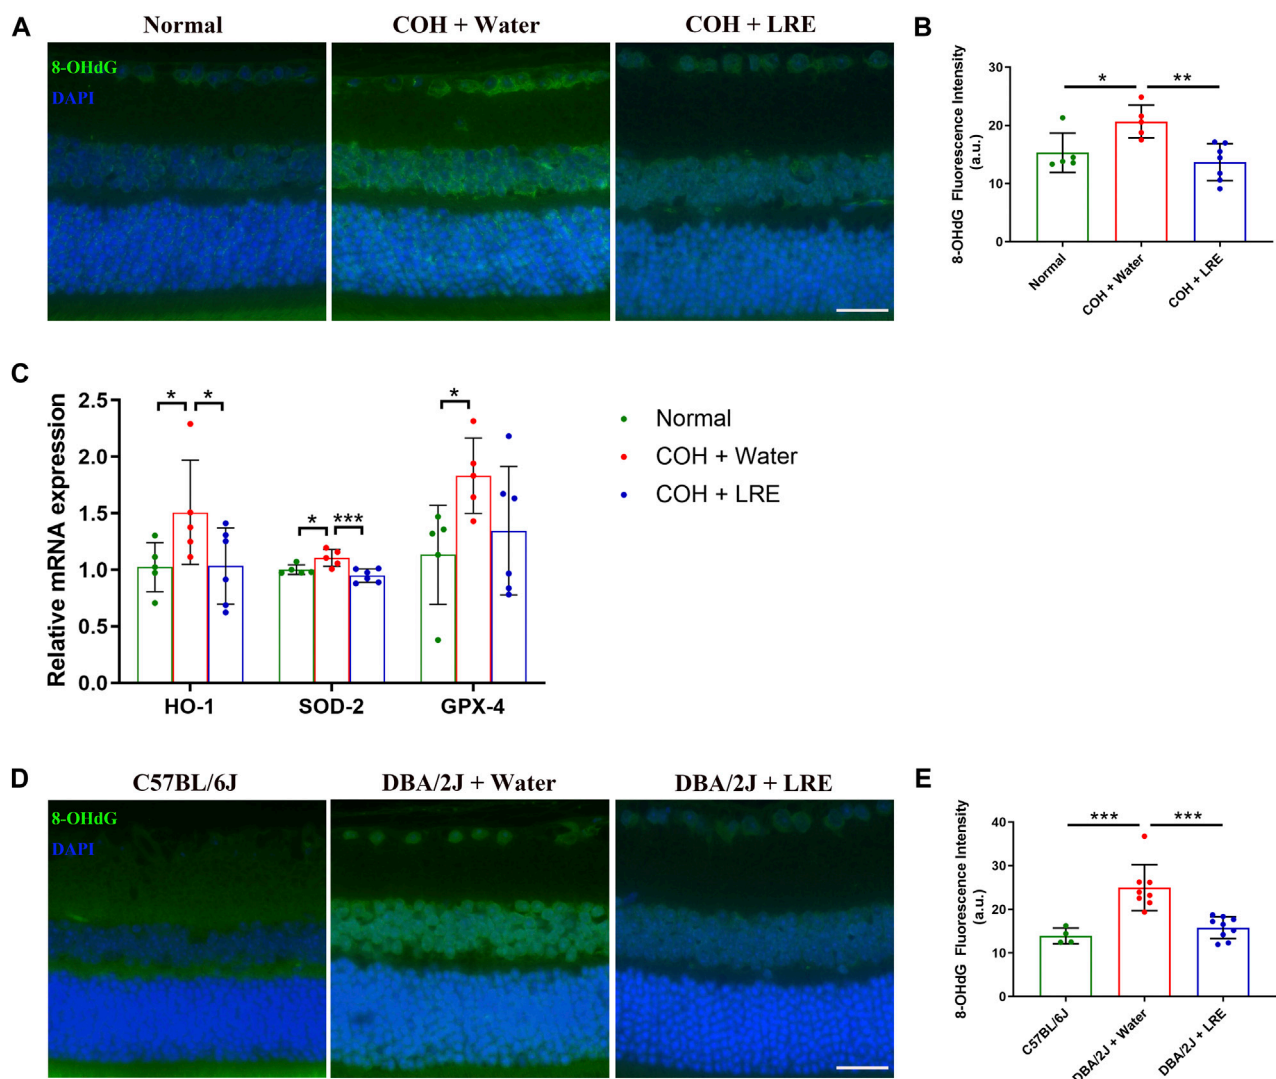 A
Normal
COH + Water
COH + LRE
8-OHdG
DAPI
B
8-OHdG Fluorescence Intensity
(a.u.)
30
20
10
0
* **
Normal
COH + Water
COH + LRE
C
Relative mRNA expression
2.5
2.0
1.5
1.0
0.5
0.0
* *
* ***
*
HO-1
SOD-2
GPX-4
Normal
COH + Water
COH + LRE
D
C57BL/6J
DBA/2J + Water
DBA/2J + LRE
8-OHdG
DAPI
E
8-OHdG Fluorescence Intensity
(a.u.)
40
30
20
10
0
*** ***
C57BL/6J
DBA/2J + Water
DBA/2J + LRE